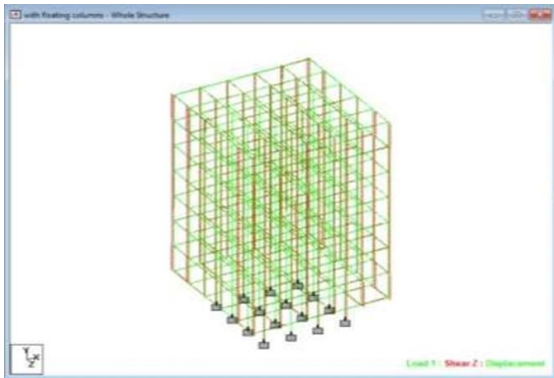 with floating columns - Whole Structure
Y
X
Z
Load 1 : Shear Z : Displacement